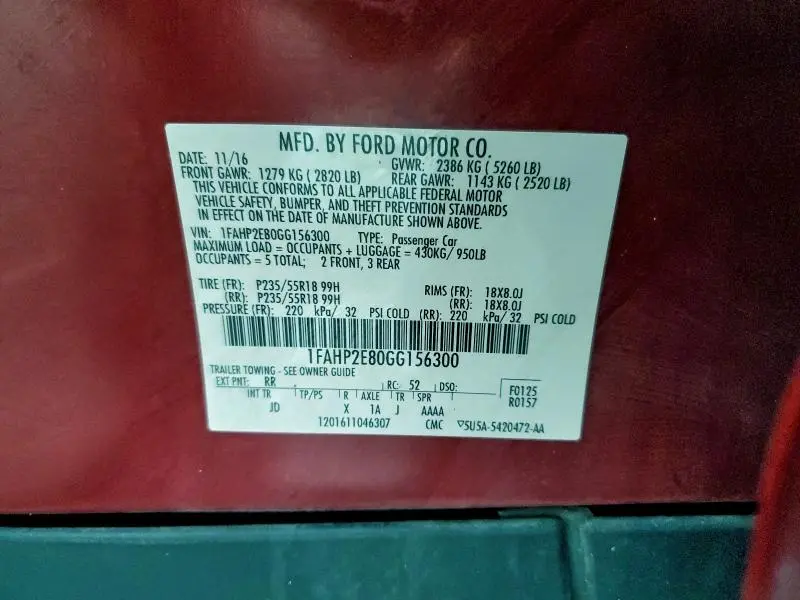 MFD. BY FORD MOTOR CO.
DATE: 11/16 GVWR: 2386 KG ( 5260 LB)
FRONT GAWR: 1279 KG ( 2820 LB) REAR GAWR: 1143 KG ( 2520 LB)
THIS VEHICLE CONFORMS TO ALL APPLICABLE FEDERAL MOTOR
VEHICLE SAFETY, BUMPER, AND THEFT PREVENTION STANDARDS
IN EFFECT ON THE DATE OF MANUFACTURE SHOWN ABOVE.
VIN: 1FAHP2E80GG156300 TYPE: Passenger Car
MAXIMUM LOAD = OCCUPANTS + LUGGAGE = 430KG/ 950LB
OCCUPANTS = 5 TOTAL; 2 FRONT, 3 REAR
TIRE (FR): P235/55R18 99H RIMS (FR): 18X8.0J
(RR): P235/55R18 99H (RR): 18X8.0J
PRESSURE (FR): 220 kPa/ 32 PSI COLD (RR): 220 kPa/ 32 PSI COLD
1FAHP2E80GG156300
TRAILER TOWING - SEE OWNER GUIDE
EXT PNT: RR RC: 52 DSO: F0125
INT TR TP/PS R AXLE TR SPR R0157
JD X 1A J AAAA
1201611046307 CMC ▽5U5A-5420472-AA